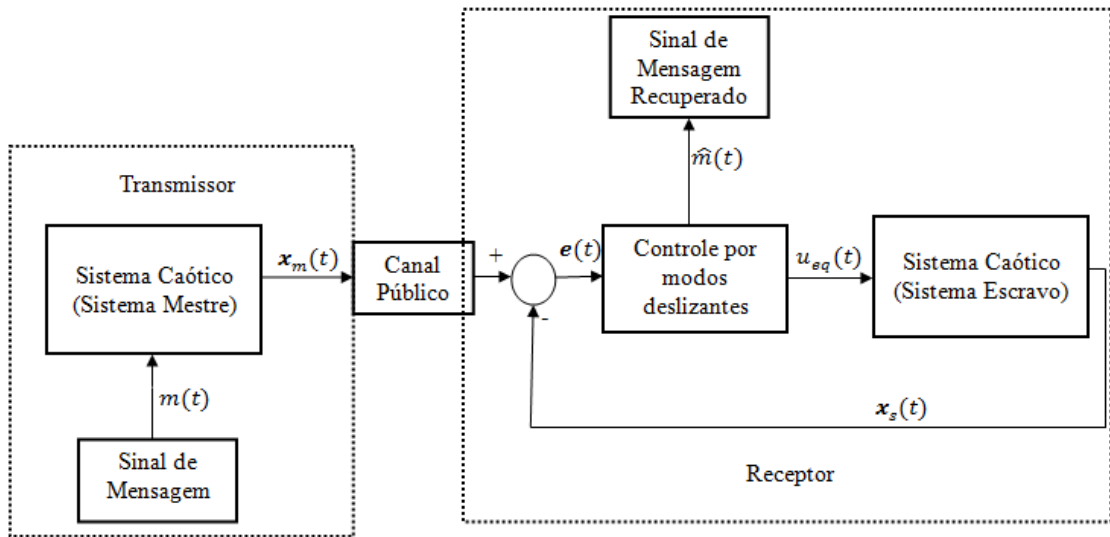 Sinal de
Mensagem
Recuperado
m̂(t)
Transmissor
Sistema Caótico
(Sistema Mestre)
x_m(t)
Canal
Público
+
-
e(t)
Controle por
modos
deslizantes
u_eq(t)
Sistema Caótico
(Sistema Escravo)
m(t)
x_s(t)
Sinal de
Mensagem
Receptor